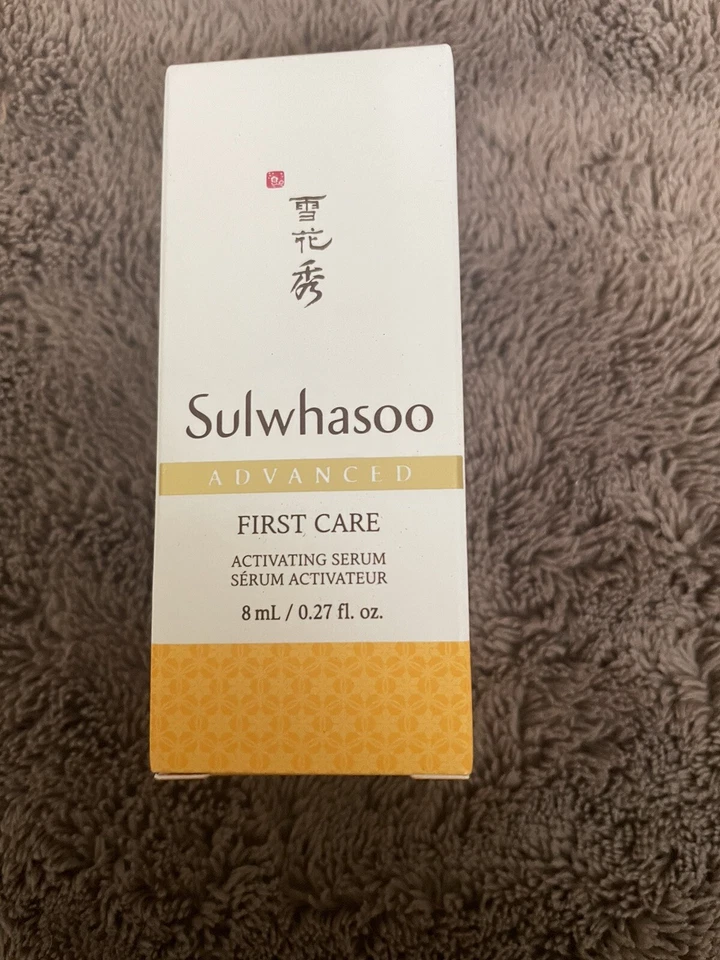 雪花秀
Sulwhasoo
ADVANCED
FIRST CARE
ACTIVATING SERUM
SÉRUM ACTIVATEUR
8 mL / 0.27 fl. oz.